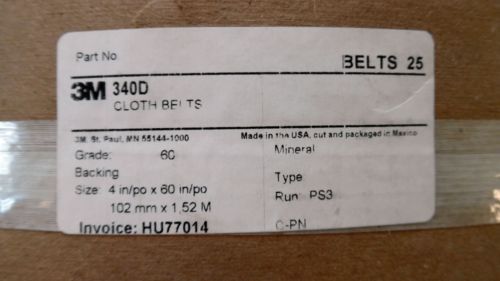 Part No
BELTS 25
3M 340D
CLOTH BELTS
3M, St. Paul, MN 55144-1000
Made in the USA, cut and packaged in Mexico
Grade: 60
Mineral
Backing
Type
Size: 4 in/po x 60 in/po
Run: PS3
102 mm x 1,52 M
Invoice: HU77014
C-PN